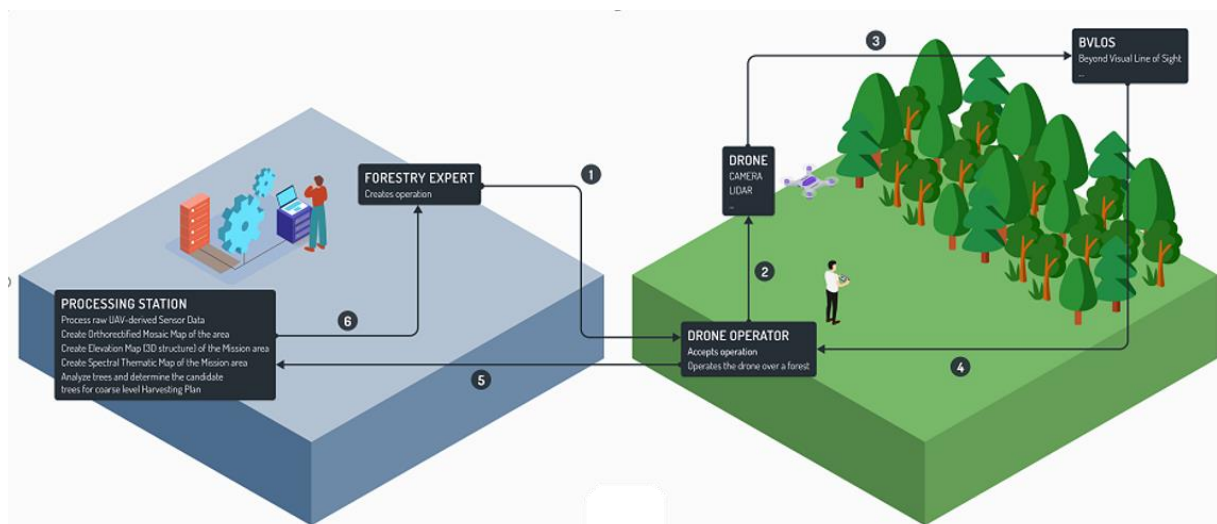 3
BVLOS
Beyond Visual Line of Sight
...
FORESTRY EXPERT
Creates operation
1
DRONE
CAMERA
LIDAR
...
2
PROCESSING STATION
Process raw UAV-derived Sensor Data
Create Orthorectified Mosaic Map of the area
Create Elevation Map (3D structure) of the Mission area
Create Spectral Thematic Map of the Mission area
Analyze trees and determine the candidate
trees for coarse level Harvesting Plan
6
DRONE OPERATOR
Accepts operation
Operates the drone over a forest
4
5